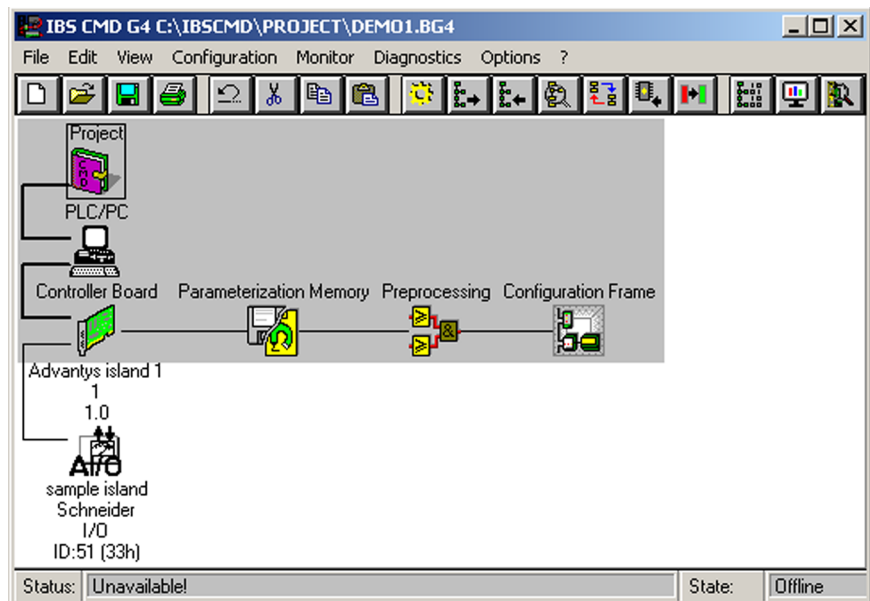 IBS CMD G4 C:\IBSCMD\PROJECT\DEMO1.BG4
File Edit View Configuration Monitor Diagnostics Options ?
Project
CMD
PLC/PC
Controller Board Parameterization Memory Preprocessing Configuration Frame
≥
&
≥
Advantys island 1
1
1.0
AI/O
sample island
Schneider
I/O
ID:51 (33h)
Status: Unavailable! State: Offline